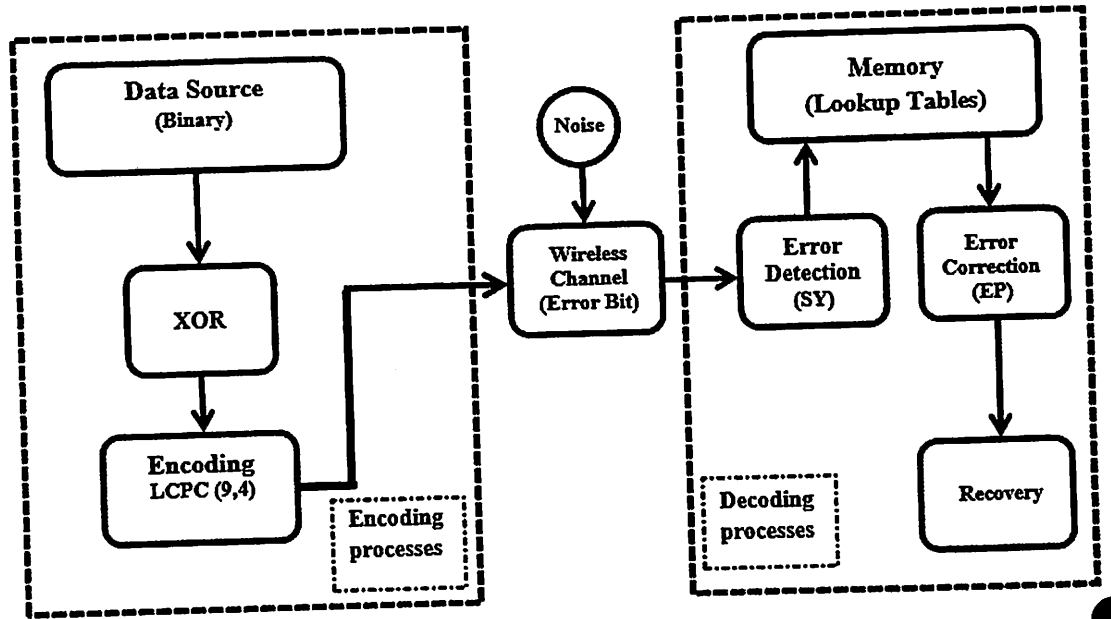 Data Source
(Binary)
XOR
Encoding
LCPC (9,4)
Encoding
processes
Noise
Wireless
Channel
(Error Bit)
Memory
(Lookup Tables)
Error
Detection
(SY)
Error
Correction
(EP)
Recovery
Decoding
processes